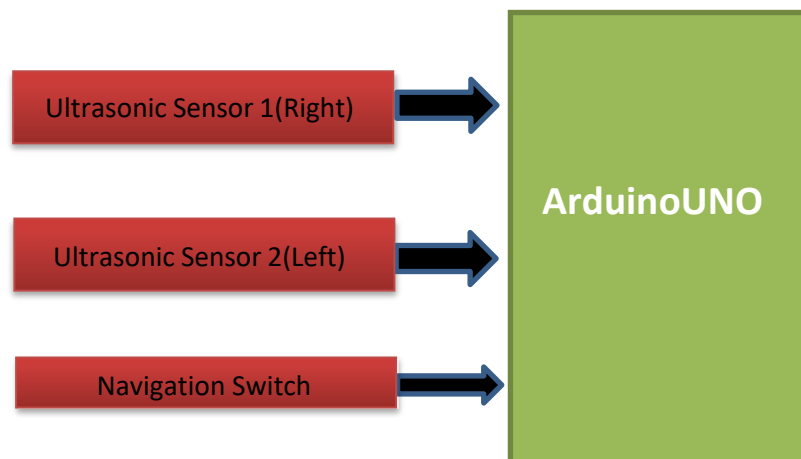 Ultrasonic Sensor 1(Right)
ArduinoUNO
Ultrasonic Sensor 2(Left)
Navigation Switch